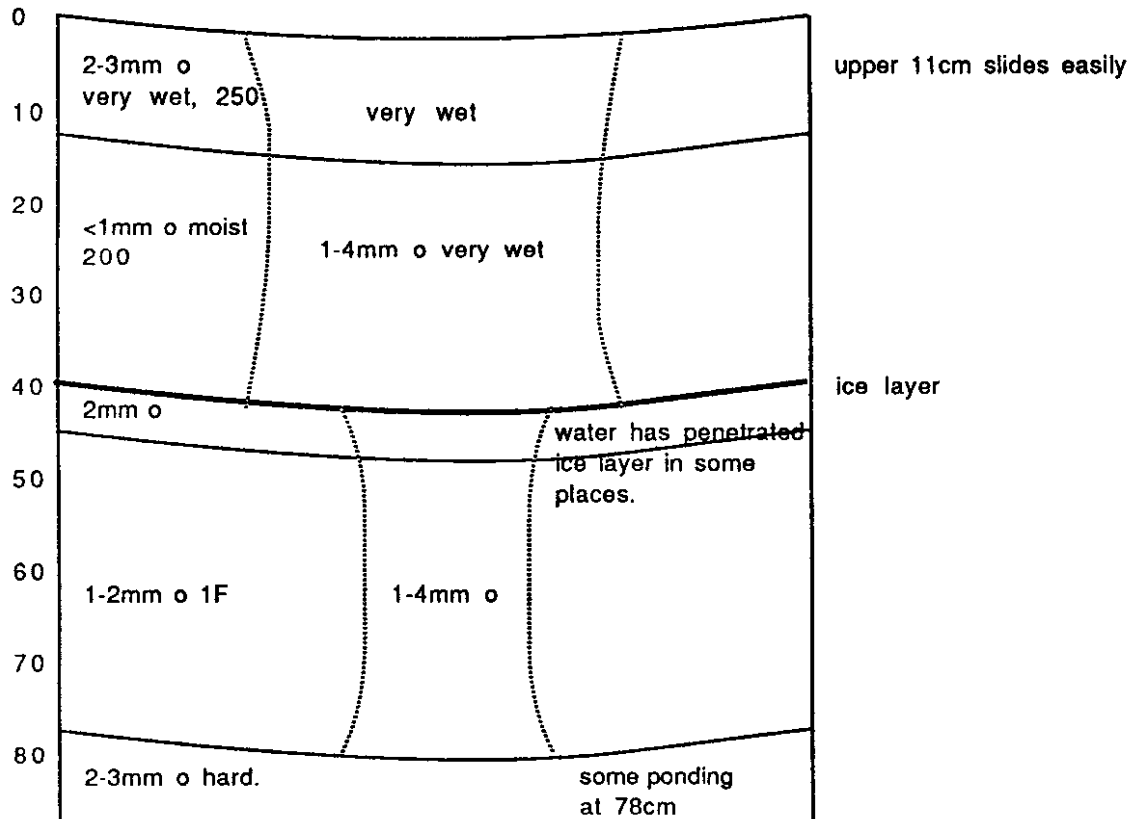 0
2-3mm o
very wet, 250
very wet
upper 11cm slides easily
10
20
<1mm o moist
200
1-4mm o very wet
30
40
ice layer
2mm o
water has penetrated
ice layer in some
places.
50
60
1-2mm o 1F
1-4mm o
70
80
2-3mm o hard.
some ponding
at 78cm